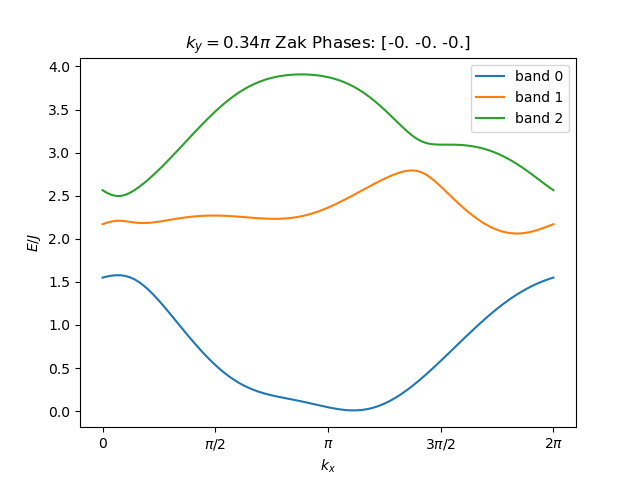 $k_y = 0.34\pi$ Zak Phases: [-0. -0. -0.]
band 0
band 1
band 2
4.0
3.5
3.0
2.5
2.0
1.5
1.0
0.5
0.0
E/J
0
π/2
π
3π/2
2π
$k_x$